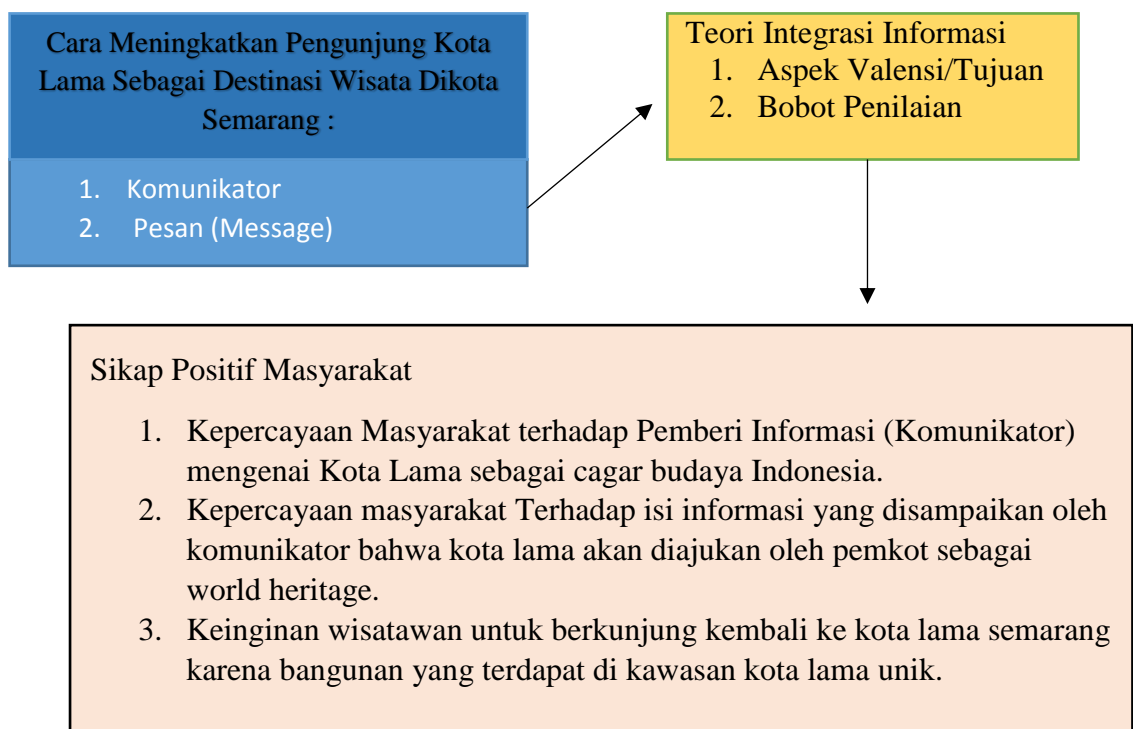 Cara Meningkatkan Pengunjung Kota
Lama Sebagai Destinasi Wisata Dikota
Semarang :
1. Komunikator
2. Pesan (Message)
Teori Integrasi Informasi
1. Aspek Valensi/Tujuan
2. Bobot Penilaian
Sikap Positif Masyarakat
1. Kepercayaan Masyarakat terhadap Pemberi Informasi (Komunikator)
mengenai Kota Lama sebagai cagar budaya Indonesia.
2. Kepercayaan masyarakat Terhadap isi informasi yang disampaikan oleh
komunikator bahwa kota lama akan diajukan oleh pemkot sebagai
world heritage.
3. Keinginan wisatawan untuk berkunjung kembali ke kota lama semarang
karena bangunan yang terdapat di kawasan kota lama unik.